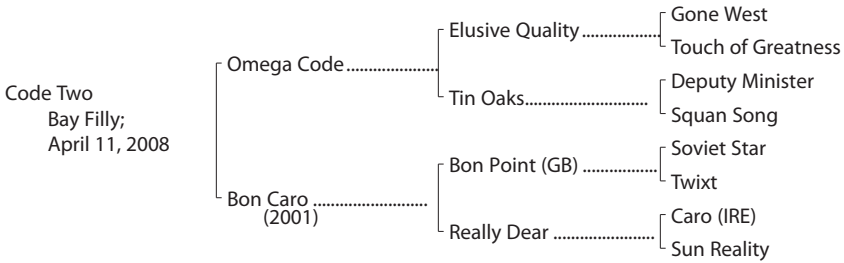 Gone West
Elusive Quality
Touch of Greatness
Omega Code
Deputy Minister
Tin Oaks
Squan Song
Code Two
Bay Filly;
April 11, 2008
Soviet Star
Bon Point (GB)
Twixt
Bon Caro
(2001)
Caro (IRE)
Really Dear
Sun Reality